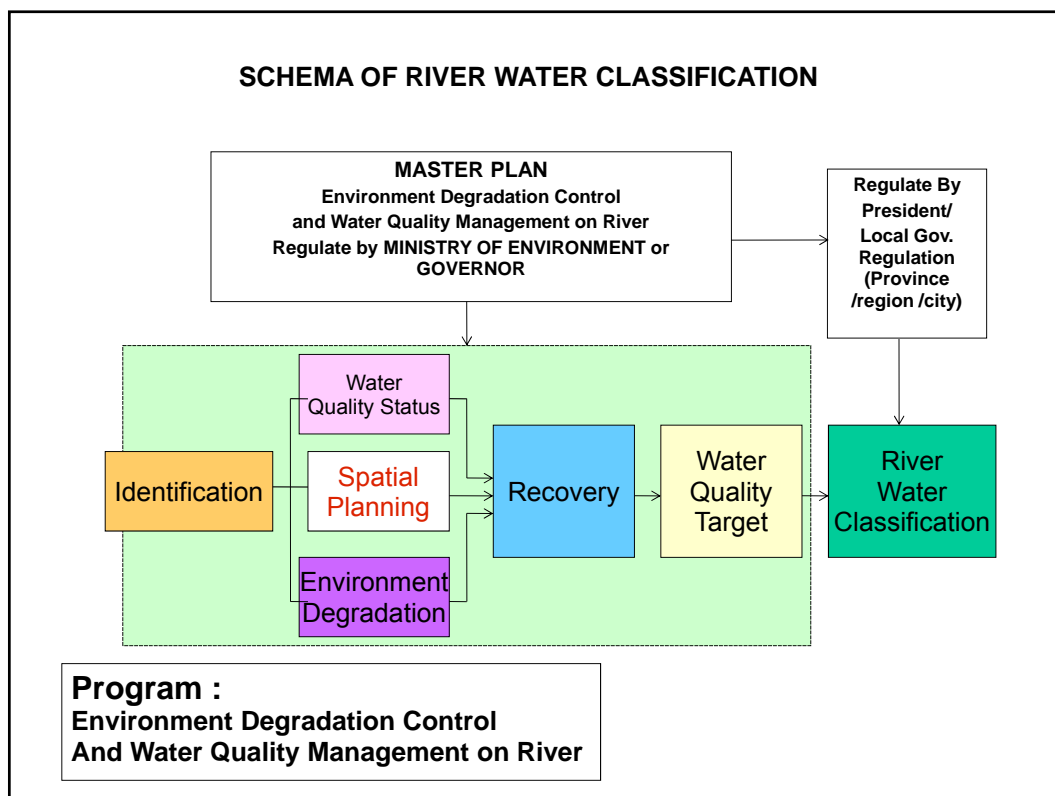 SCHEMA OF RIVER WATER CLASSIFICATION
MASTER PLAN
Environment Degradation Control
and Water Quality Management on River
Regulate by MINISTRY OF ENVIRONMENT or
GOVERNOR
Regulate By
President/
Local Gov.
Regulation
(Province
/region /city)
Water
Quality Status
Identification
Spatial
Planning
Environment
Degradation
Recovery
Water
Quality
Target
River
Water
Classification
Program :
Environment Degradation Control
And Water Quality Management on River